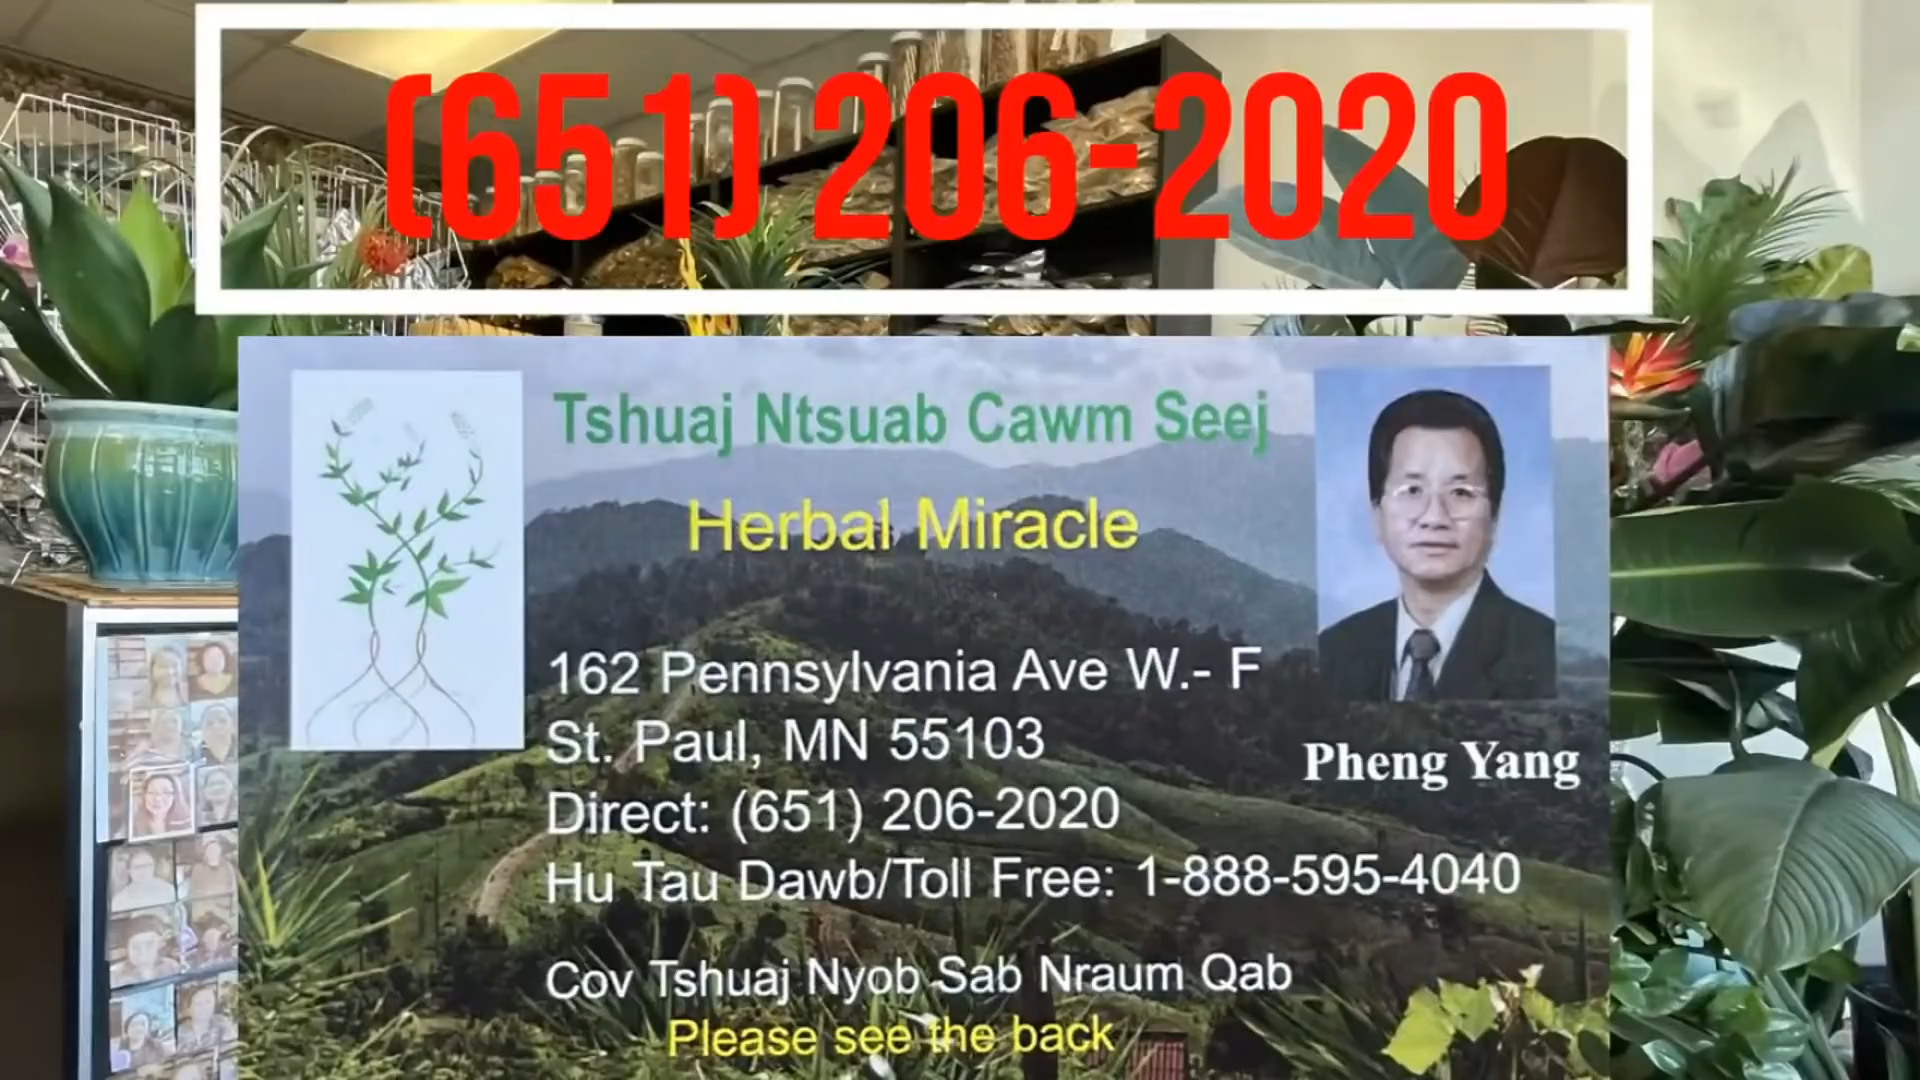 (651) 206-2020
Tshuaj Ntsuab Cawm Seej
Herbal Miracle
162 Pennsylvania Ave W.- F
St. Paul, MN 55103
Direct: (651) 206-2020
Hu Tau Dawb/Toll Free: 1-888-595-4040
Pheng Yang
Cov Tshuaj Nyob Sab Nraum Qab
Please see the back